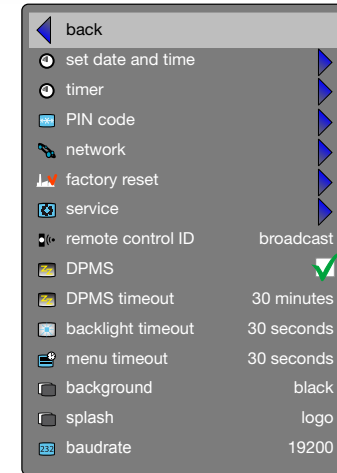 back
set date and time
timer
PIN code
network
factory reset
service
remote control ID broadcast
DPMS
DPMS timeout 30 minutes
backlight timeout 30 seconds
menu timeout 30 seconds
background black
splash logo
232 baudrate 19200